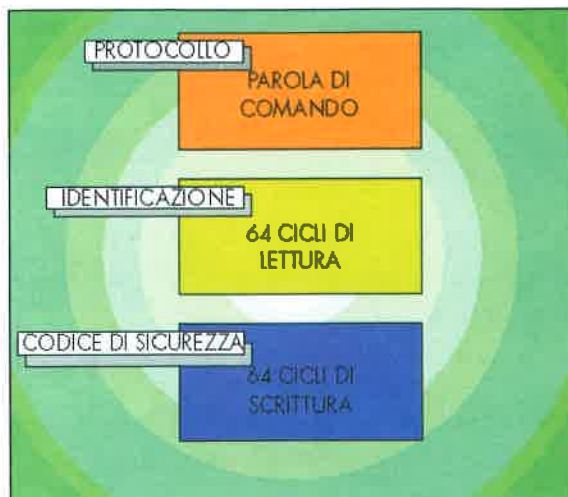 PROTOCOLLO
PAROLA DI
COMANDO
IDENTIFICAZIONE
64 CICLI DI
LETTURA
CODICE DI SICUREZZA
64 CICLI DI
SCRITTURA